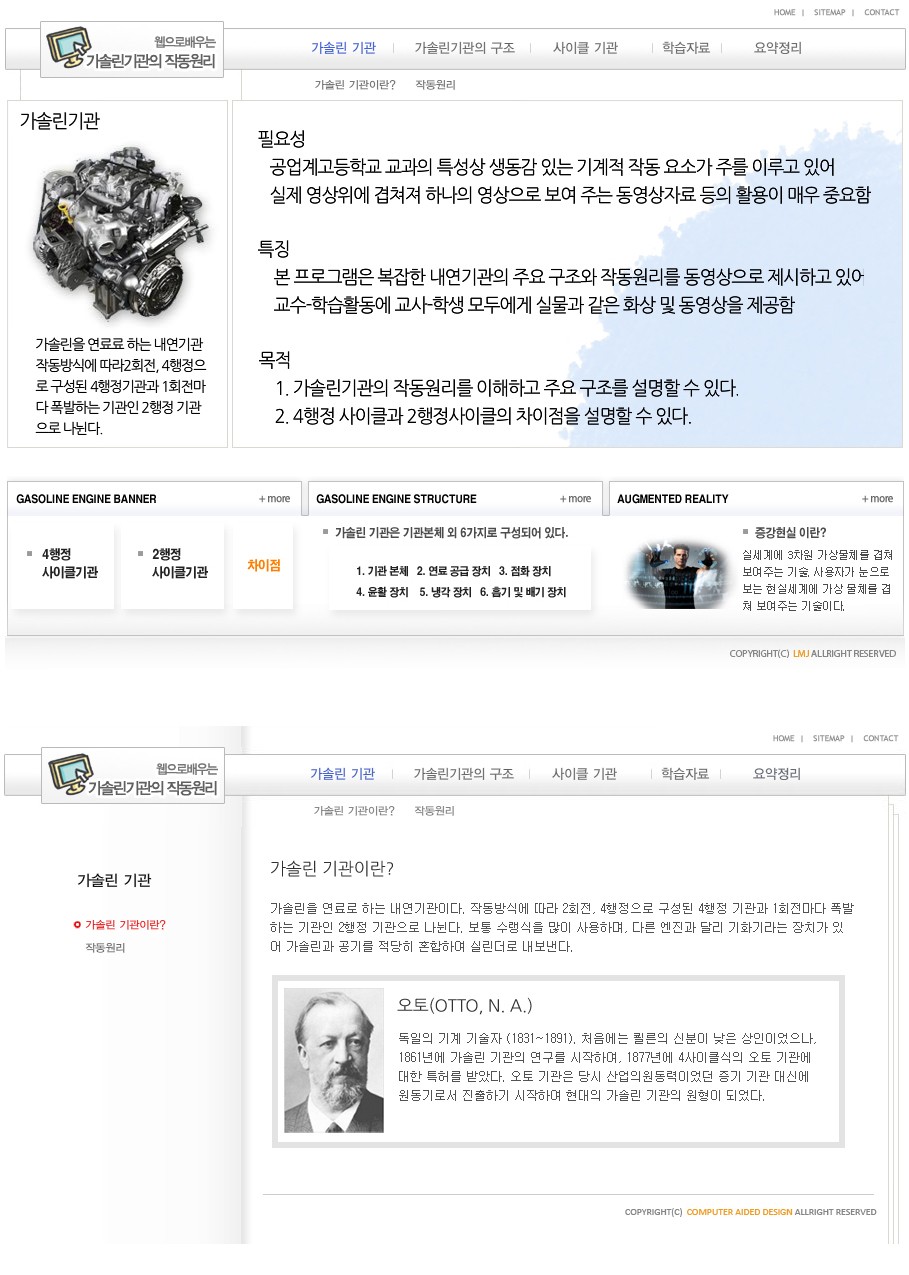 HOME | SITEMAP | CONTACT
웹으로배우는
가솔린기관의 작동원리
가솔린 기관 | 가솔린기관의 구조 | 사이클 기관 | 학습자료 | 요약정리
가솔린 기관이란? 작동원리
가솔린기관
가솔린을 연료로 하는 내연기관
작동방식에 따라2회전, 4행정으
로 구성된 4행정기관과 1회전마
다 폭발하는 기관인 2행정 기관
으로 나뉜다.
필요성
공업계고등학교 교과의 특성상 생동감 있는 기계적 작동 요소가 주를 이루고 있어
실제 영상위에 겹쳐져 하나의 영상으로 보여 주는 동영상자료 등의 활용이 매우 중요함
특징
본 프로그램은 복잡한 내연기관의 주요 구조와 작동원리를 동영상으로 제시하고 있어
교수-학습활동에 교사-학생 모두에게 실물과 같은 화상 및 동영상을 제공함
목적
1. 가솔린기관의 작동원리를 이해하고 주요 구조를 설명할 수 있다.
2. 4행정 사이클과 2행정사이클의 차이점을 설명할 수 있다.
GASOLINE ENGINE BANNER +more
4행정
사이클기관
2행정
사이클기관
차이점
GASOLINE ENGINE STRUCTURE +more
가솔린 기관은 기관본체 외 6가지로 구성되어 있다.
1. 기관 본체 2. 연료 공급 장치 3. 점화 장치
4. 윤활 장치 5. 냉각 장치 6. 흡기 및 배기 장치
AUGMENTED REALITY +more
증강현실 이란?
실세계에 3차원 가상물체를 겹쳐
보여주는 기술. 사용자가 눈으로
보는 현실세계에 가상 물체를 겹
쳐 보여주는 기술이다.
COPYRIGHT(C) LMJ ALLRIGHT RESERVED
HOME | SITEMAP | CONTACT
웹으로배우는
가솔린기관의 작동원리
가솔린 기관 | 가솔린기관의 구조 | 사이클 기관 | 학습자료 | 요약정리
가솔린 기관이란? 작동원리
가솔린 기관
가솔린 기관이란?
작동원리
가솔린 기관이란?
가솔린을 연료로 하는 내연기관이다. 작동방식에 따라 2회전, 4행정으로 구성된 4행정 기관과 1회전마다 폭발
하는 기관인 2행정 기관으로 나뉜다. 보통 수랭식을 많이 사용하며, 다른 엔진과 달리 기화기라는 장치가 있
어 가솔린과 공기를 적당히 혼합하여 실린더로 내보낸다.
오토(OTTO, N. A.)
독일의 기계 기술자 (1831~1891). 처음에는 쾰른의 신분이 낮은 상인이었으나,
1861년에 가솔린 기관의 연구를 시작하여, 1877년에 4사이클식의 오토 기관에
대한 특허를 받았다. 오토 기관은 당시 산업의원동력이었던 증기 기관 대신에
원동기로서 진출하기 시작하여 현대의 가솔린 기관의 원형이 되었다.
COPYRIGHT(C) COMPUTER AIDED DESIGN ALLRIGHT RESERVED